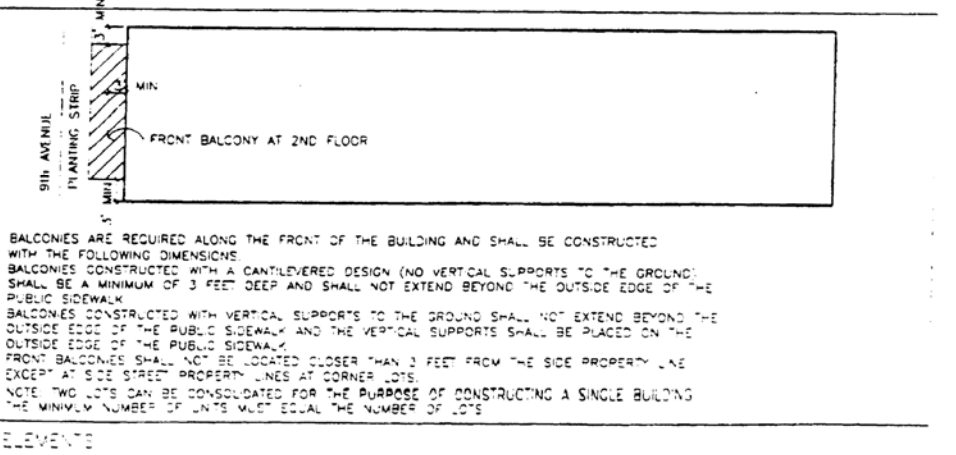 3' MIN
MIN
FRONT BALCONY AT 2ND FLOOR
9th AVENUE
PLANTING STRIP
MIN
BALCONIES ARE REQUIRED ALONG THE FRONT OF THE BUILDING AND SHALL BE CONSTRUCTED
WITH THE FOLLOWING DIMENSIONS.
BALCONIES CONSTRUCTED WITH A CANTILEVERED DESIGN (NO VERTICAL SUPPORTS TO THE GROUND)
SHALL BE A MINIMUM OF 3 FEET DEEP AND SHALL NOT EXTEND BEYOND THE OUTSIDE EDGE OF THE
PUBLIC SIDEWALK
BALCONIES CONSTRUCTED WITH VERTICAL SUPPORTS TO THE GROUND SHALL NOT EXTEND BEYOND THE
OUTSIDE EDGE OF THE PUBLIC SIDEWALK AND THE VERTICAL SUPPORTS SHALL BE PLACED ON THE
OUTSIDE EDGE OF THE PUBLIC SIDEWALK.
FRONT BALCONIES SHALL NOT BE LOCATED CLOSER THAN 3 FEET FROM THE SIDE PROPERTY LINE
EXCEPT AT SIDE STREET PROPERTY LINES AT CORNER LOTS.
NOTE: TWO LOTS CAN BE CONSOLIDATED FOR THE PURPOSE OF CONSTRUCTING A SINGLE BUILDING
THE MINIMUM NUMBER OF UNITS MUST EQUAL THE NUMBER OF LOTS
ELEMENTS